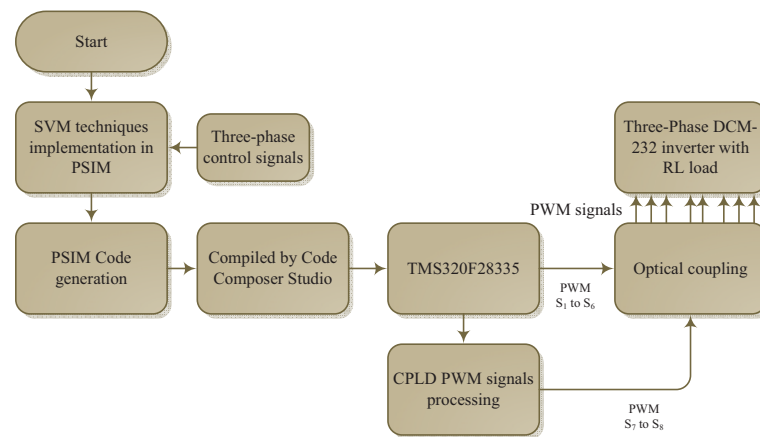 Start
SVM techniques
implementation in
PSIM
Three-phase
control signals
Three-Phase DCM-
232 inverter with
RL load
PWM signals
PSIM Code
generation
Compiled by Code
Composer Studio
TMS320F28335
PWM
S₁ to S₆
Optical coupling
CPLD PWM signals
processing
PWM
S₇ to S₈